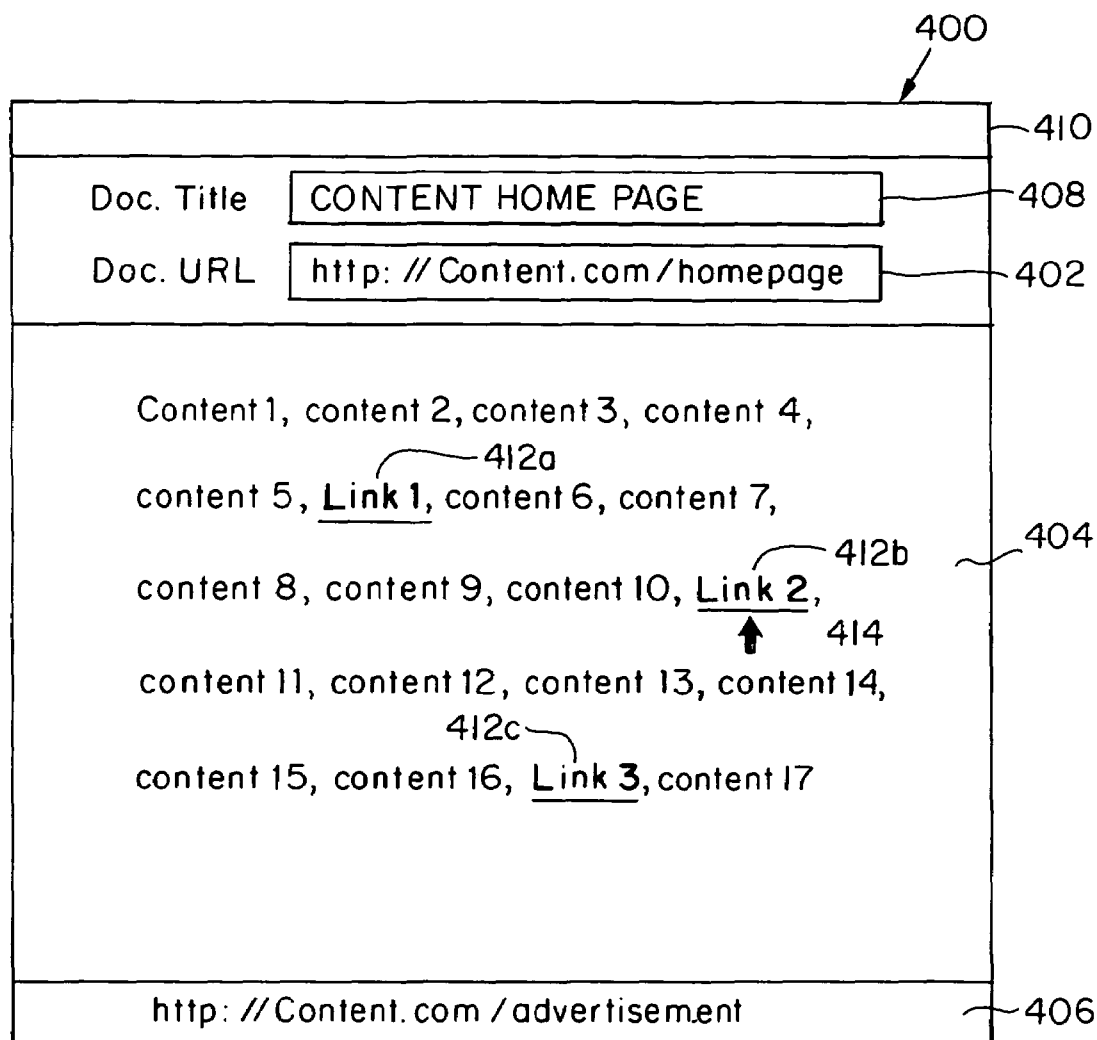 400
410
Doc. Title CONTENT HOME PAGE 408
Doc. URL http: //Content.com/homepage 402
Content 1, content 2, content 3, content 4,
412a
content 5, Link 1, content 6, content 7,
404
412b
content 8, content 9, content 10, Link 2,
414
content 11, content 12, content 13, content 14,
412c
content 15, content 16, Link 3, content 17
http: //Content.com /advertisement 406